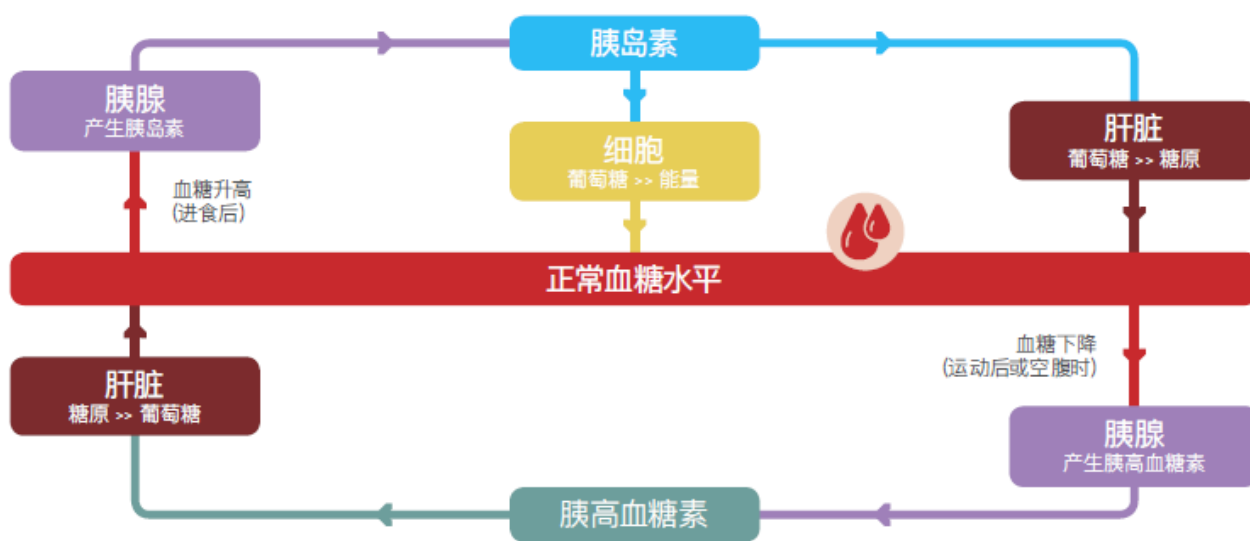 胰岛素
胰腺
产生胰岛素
肝脏
葡萄糖 >> 糖原
细胞
葡萄糖 >> 能量
血糖升高
(进食后)
正常血糖水平
血糖下降
(运动后或空腹时)
肝脏
糖原 >> 葡萄糖
胰腺
产生胰高血糖素
胰高血糖素